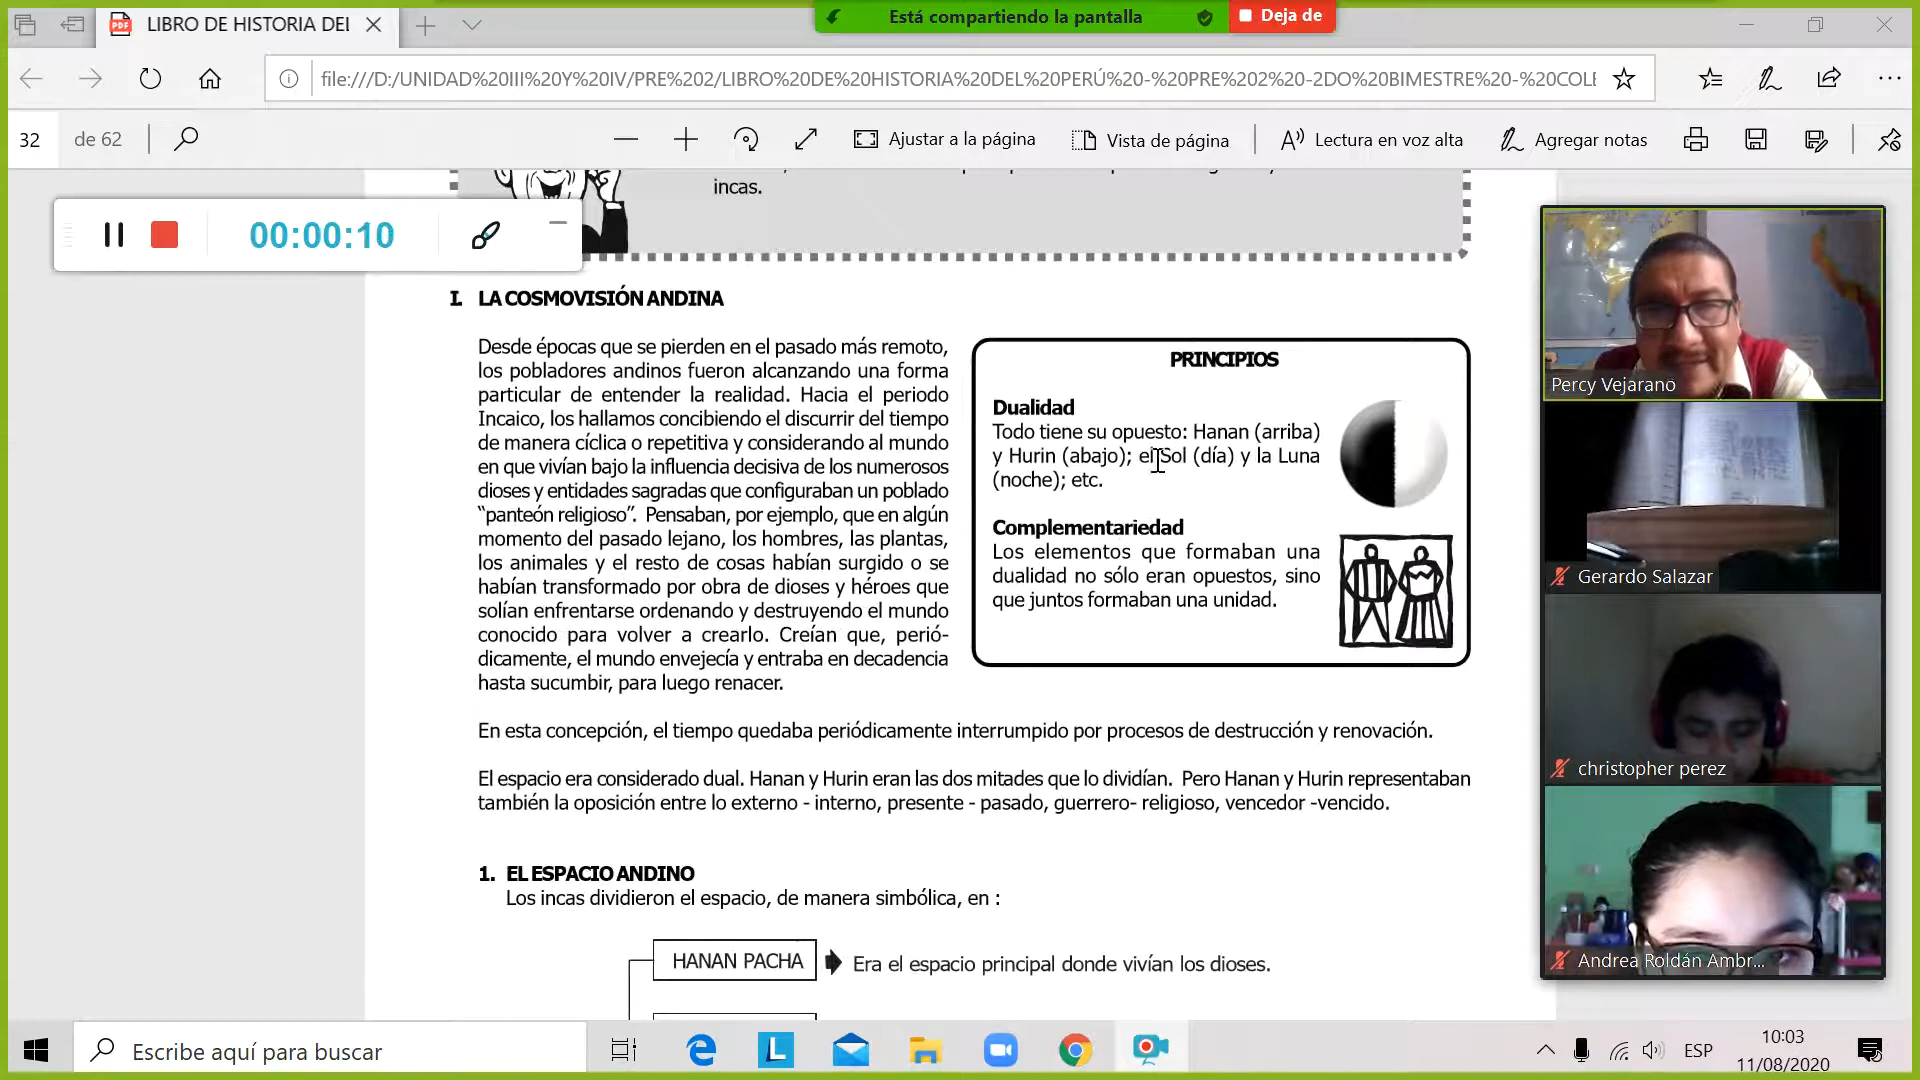 LIBRO DE HISTORIA DEL
Está compartiendo la pantalla
Deja de
file:///D:/UNIDAD%20III%20Y%20IV/PRE%202/LIBRO%20DE%20HISTORIA%20DEL%20PERÚ%20-%20PRE%202%20-2DO%20BIMESTRE%20-%20COLE
32 de 62
Ajustar a la página
Vista de página
Lectura en voz alta
Agregar notas
incas.
00:00:10
I. LA COSMOVISIÓN ANDINA
Desde épocas que se pierden en el pasado más remoto,
los pobladores andinos fueron alcanzando una forma
particular de entender la realidad. Hacia el periodo
Incaico, los hallamos concibiendo el discurrir del tiempo
de manera cíclica o repetitiva y considerando al mundo
en que vivían bajo la influencia decisiva de los numerosos
dioses y entidades sagradas que configuraban un poblado
“panteón religioso”. Pensaban, por ejemplo, que en algún
momento del pasado lejano, los hombres, las plantas,
los animales y el resto de cosas habían surgido o se
habían transformado por obra de dioses y héroes que
solían enfrentarse ordenando y destruyendo el mundo
conocido para volver a crearlo. Creían que, perió-
dicamente, el mundo envejecía y entraba en decadencia
hasta sucumbir, para luego renacer.
PRINCIPIOS
Dualidad
Todo tiene su opuesto: Hanan (arriba)
y Hurin (abajo); el Sol (día) y la Luna
(noche); etc.
Complementariedad
Los elementos que formaban una
dualidad no sólo eran opuestos, sino
que juntos formaban una unidad.
En esta concepción, el tiempo quedaba periódicamente interrumpido por procesos de destrucción y renovación.
El espacio era considerado dual. Hanan y Hurin eran las dos mitades que lo dividían. Pero Hanan y Hurin representaban
también la oposición entre lo externo - interno, presente - pasado, guerrero- religioso, vencedor -vencido.
1. EL ESPACIO ANDINO
Los incas dividieron el espacio, de manera simbólica, en :
HANAN PACHA
Era el espacio principal donde vivían los dioses.
Percy Vejarano
Gerardo Salazar
christopher perez
Andrea Roldán Ambr...
Escribe aquí para buscar
ESP
10:03
11/08/2020